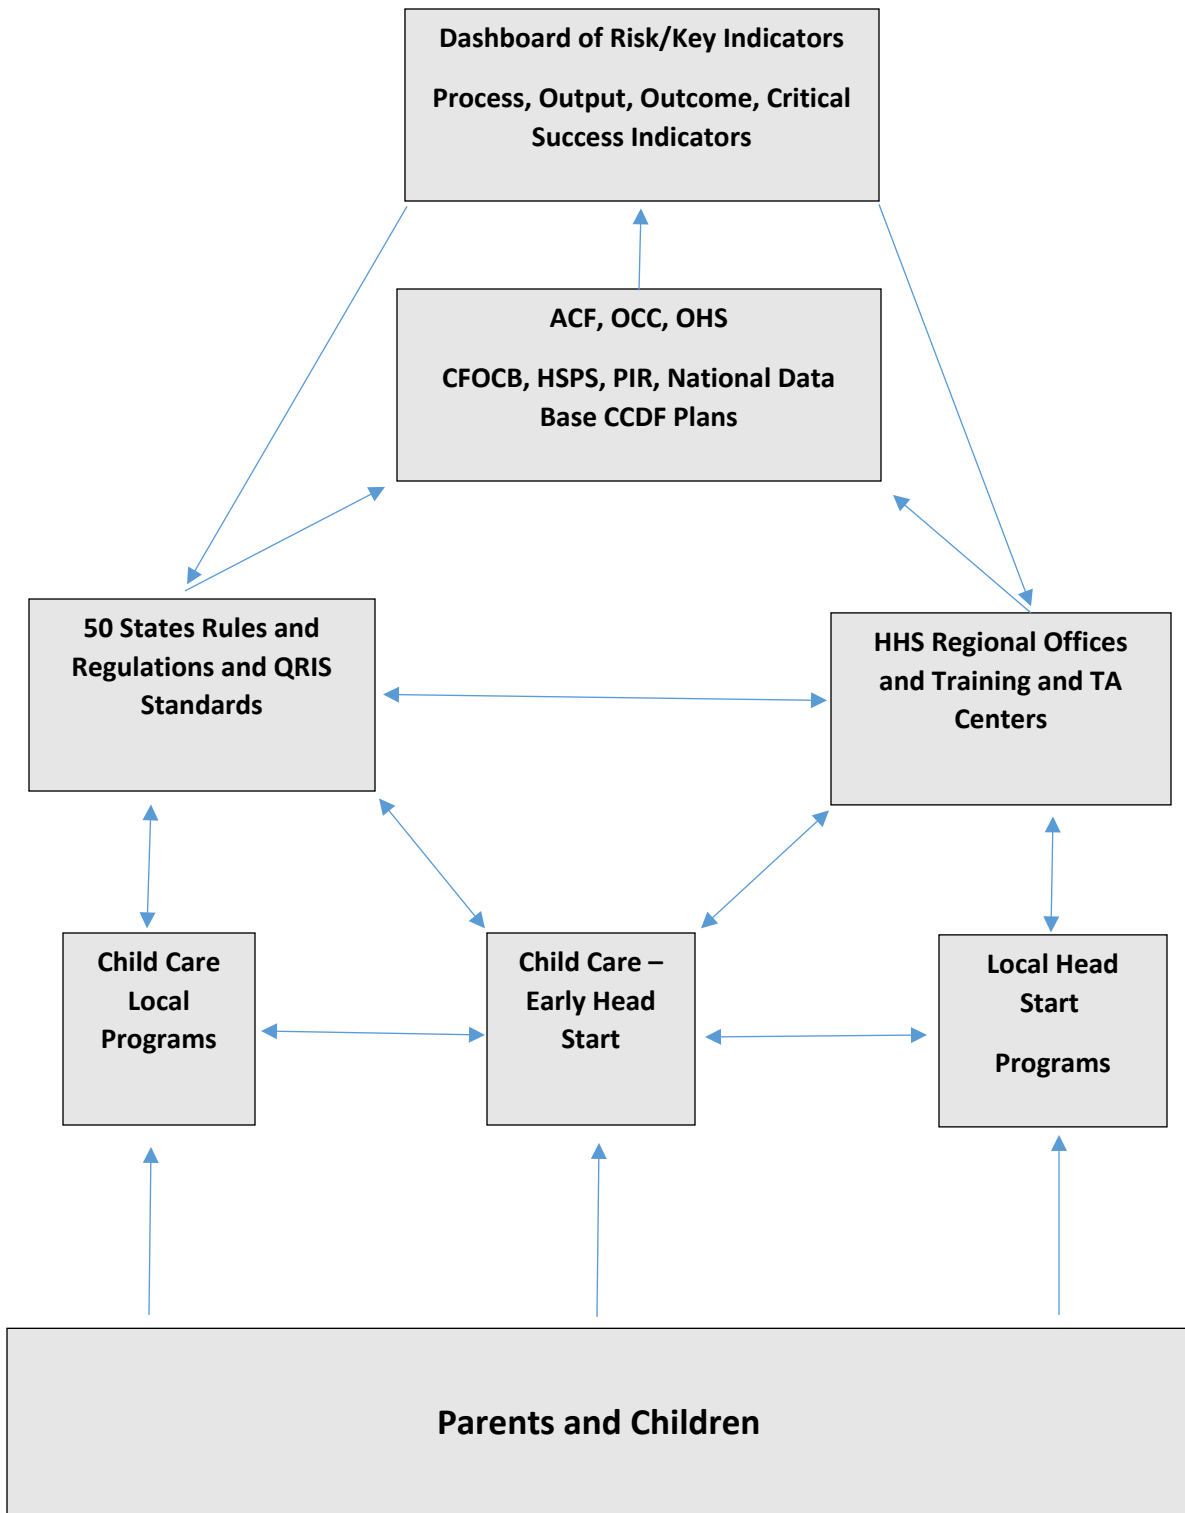 Dashboard of Risk/Key Indicators
Process, Output, Outcome, Critical
Success Indicators
ACF, OCC, OHS
CFOCB, HSPS, PIR, National Data
Base CCDF Plans
50 States Rules and
Regulations and QRIS
Standards
HHS Regional Offices
and Training and TA
Centers
Child Care
Local
Programs
Child Care –
Early Head
Start
Local Head
Start
Programs
Parents and Children